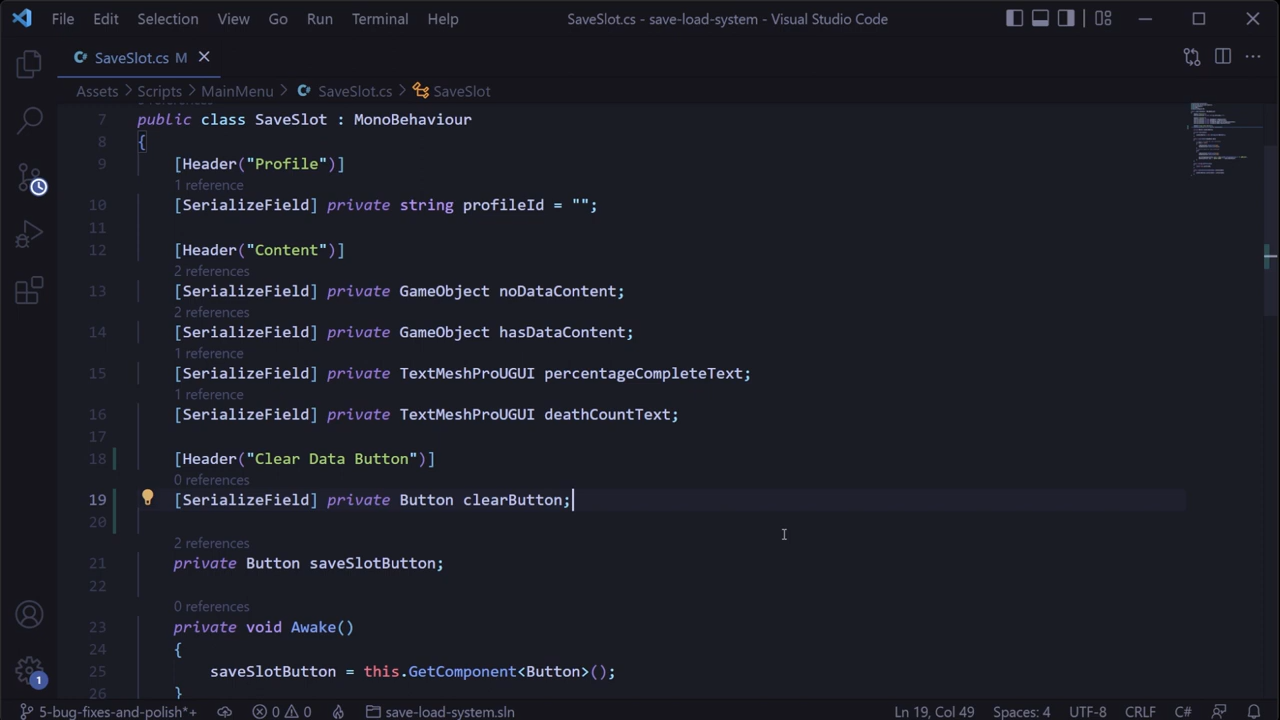 File Edit Selection View Go Run Terminal Help SaveSlot.cs - save-load-system - Visual Studio Code
SaveSlot.cs M
Assets > Scripts > MainMenu > SaveSlot.cs > SaveSlot
7 public class SaveSlot : MonoBehaviour
8 {
9 [Header("Profile")]
1 reference
10 [SerializeField] private string profileId = "";
11
12 [Header("Content")]
2 references
13 [SerializeField] private GameObject noDataContent;
2 references
14 [SerializeField] private GameObject hasDataContent;
1 reference
15 [SerializeField] private TextMeshProUGUI percentageCompleteText;
1 reference
16 [SerializeField] private TextMeshProUGUI deathCountText;
17
18 [Header("Clear Data Button")]
0 references
19 [SerializeField] private Button clearButton;
20
2 references
21 private Button saveSlotButton;
22
0 references
23 private void Awake()
24 {
25 saveSlotButton = this.GetComponent<Button>();
26 }
1
5-bug-fixes-and-polish*+ 0 0 save-load-system.sln Ln 19, Col 49 Spaces: 4 UTF-8 CRLF C#